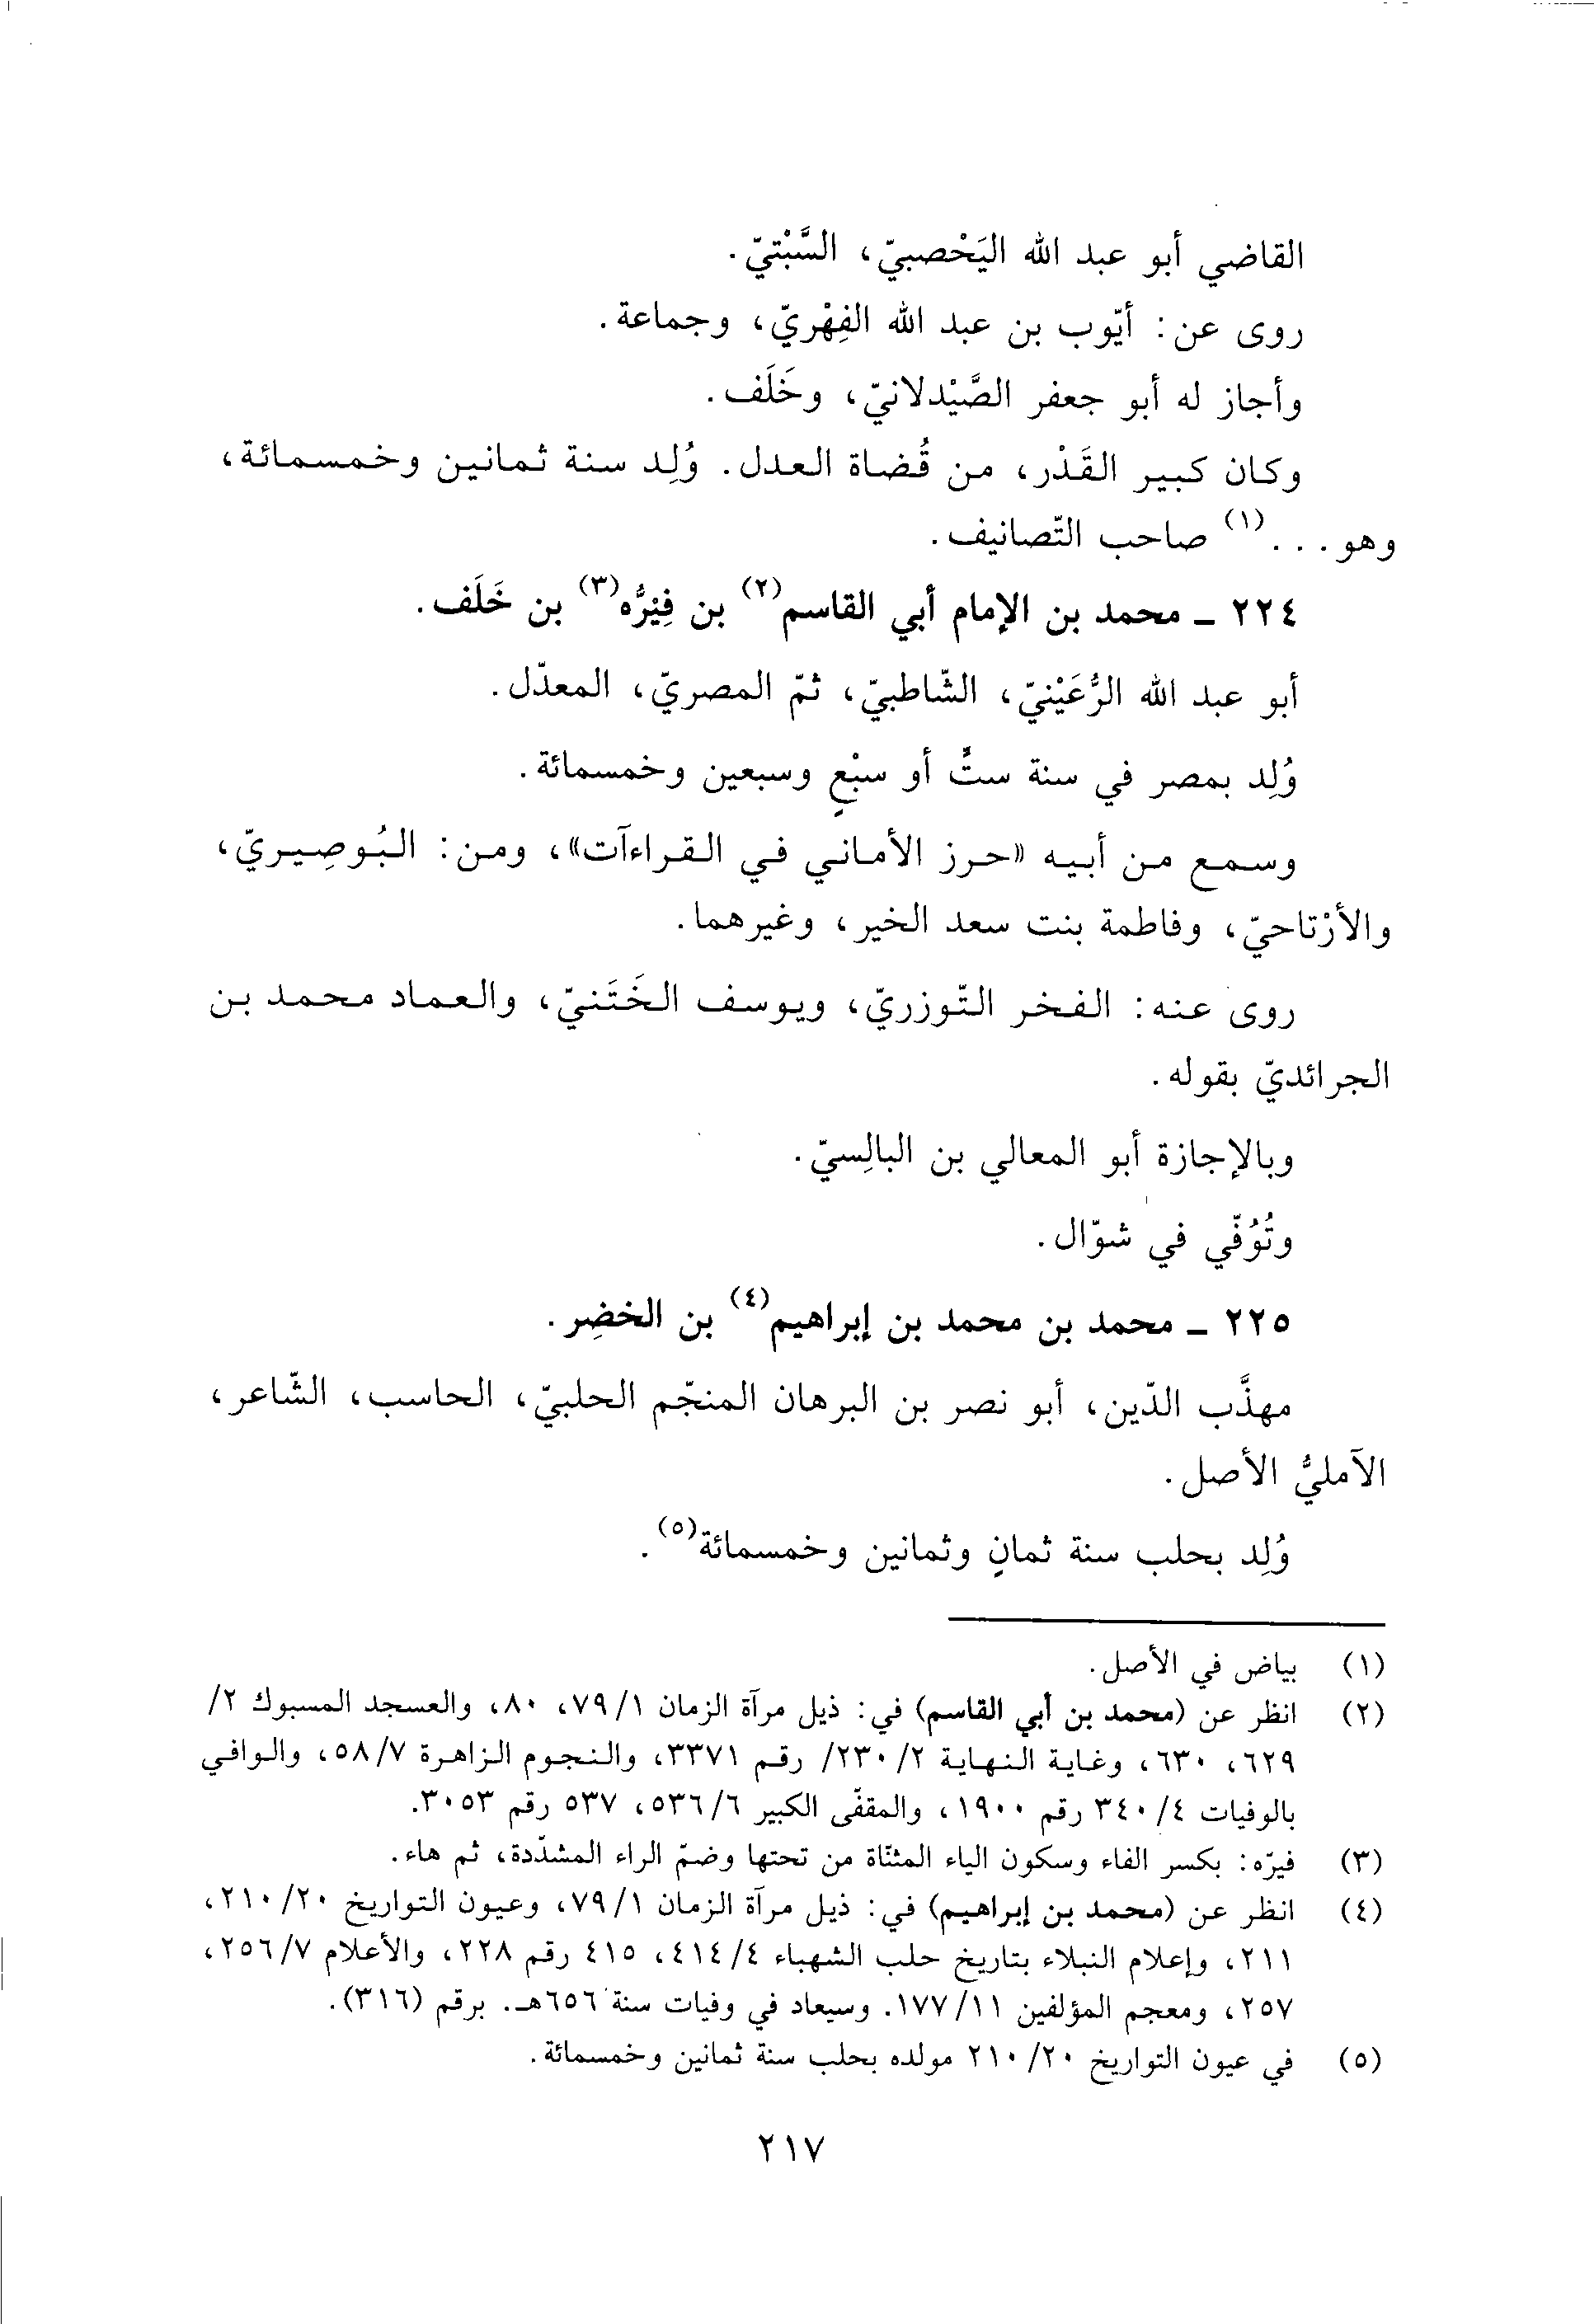 القاضي أبو عبد الله اليَحْصبيّ، السَّبْتيّ.
روى عن: أيّوب بن عبد الله الفِهْريّ، وجماعة.
وأجاز له أبو جعفر الصَّيْدلانيّ، وخَلَف.
وكان كبير القَدْر، من قُضاة العدل. وُلِد سنة ثمانين وخمسمائة،
وهو...(١) صاحب التّصانيف.
٢٢٤ ـ محمد بن الإمام أبي القاسم(٢) بن فِيْرُّه(٣) بن خَلَف.
أبو عبد الله الرُّعَيْنيّ، الشّاطبيّ، ثمّ المصريّ، المعدّل.
وُلِد بمصر في سنة ستٍّ أو سبْعٍ وسبعين وخمسمائة.
وسمع من أبيه «حرز الأماني في القراءآت»، ومن: البُوصِيريّ،
والأرْتاحيّ، وفاطمة بنت سعد الخير، وغيرهما.
روى عنه: الفخر التّوزريّ، ويوسف الخَتَنيّ، والعماد محمد بن
الجرائديّ بقوله.
وبالإجازة أبو المعالي بن البالِسيّ.
وتُوُفّي في شوّال.
٢٢٥ ـ محمد بن محمد بن إبراهيم(٤) بن الخضِر.
مهذَّب الدّين، أبو نصر بن البرهان المنجّم الحلبيّ، الحاسب، الشّاعر،
الآمليُّ الأصل.
وُلِد بحلب سنة ثمانٍ وثمانين وخمسمائة(٥).
(١) بياض في الأصل.
(٢) انظر عن (محمد بن أبي القاسم) في: ذيل مرآة الزمان ٧٩/١، ٨٠، والعسجد المسبوك ٢/
٦٢٩، ٦٣٠، وغاية النهاية ٢/ ٢٣٠/ رقم ٣٣٧١، والنجوم الزاهرة ٥٨/٧، والوافي
بالوفيات ٣٤٠/٤ رقم ١٩٠٠، والمقفّى الكبير ٥٣٦/٦، ٥٣٧ رقم ٣٠٥٣.
(٣) فيرّه: بكسر الفاء وسكون الياء المثنّاة من تحتها وضمّ الراء المشدّدة، ثم هاء.
(٤) انظر عن (محمد بن إبراهيم) في: ذيل مرآة الزمان ٧٩/١، وعيون التواريخ ٢١٠/٢٠،
٢١١، وإعلام النبلاء بتاريخ حلب الشهباء ٤١٤/٤، ٤١٥ رقم ٢٢٨، والأعلام ٢٥٦/٧،
٢٥٧، ومعجم المؤلفين ١٧٧/١١. وسيعاد في وفيات سنة ٦٥٦هـ. برقم (٣١٦).
(٥) في عيون التواريخ ٢١٠/٢٠ مولده بحلب سنة ثمانين وخمسمائة.
٢١٧